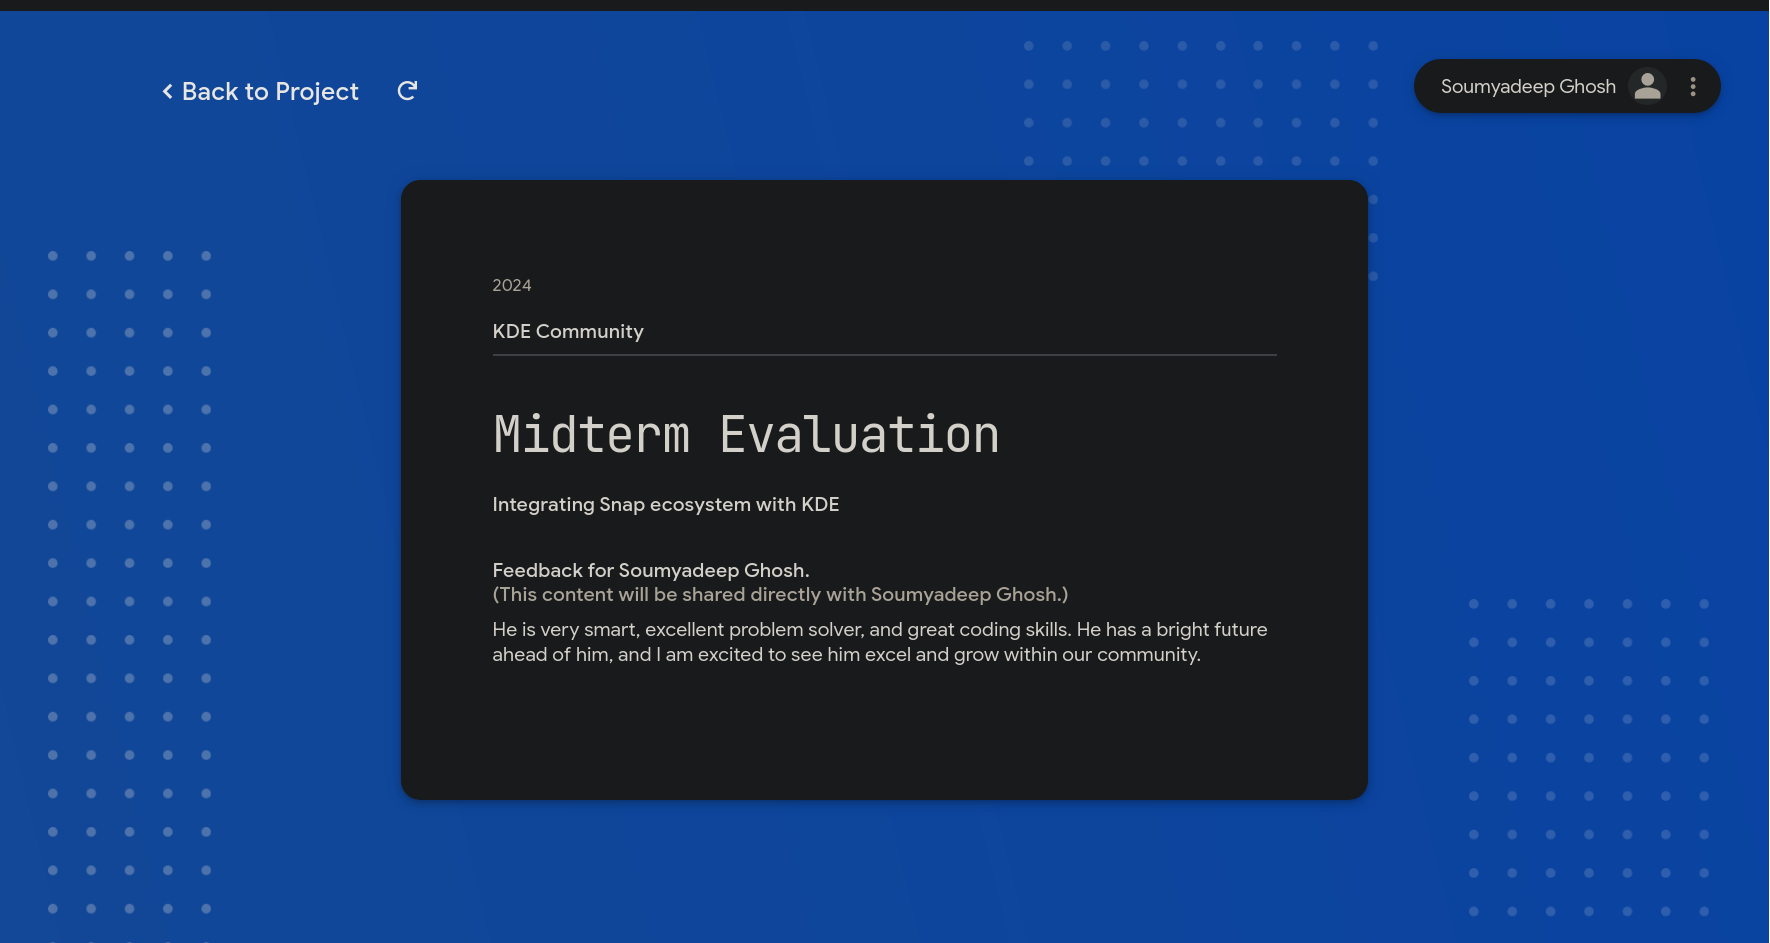 Back to Project
Soumyadeep Ghosh
2024
KDE Community
Midterm Evaluation
Integrating Snap ecosystem with KDE
Feedback for Soumyadeep Ghosh.
(This content will be shared directly with Soumyadeep Ghosh.)
He is very smart, excellent problem solver, and great coding skills. He has a bright future
ahead of him, and I am excited to see him excel and grow within our community.